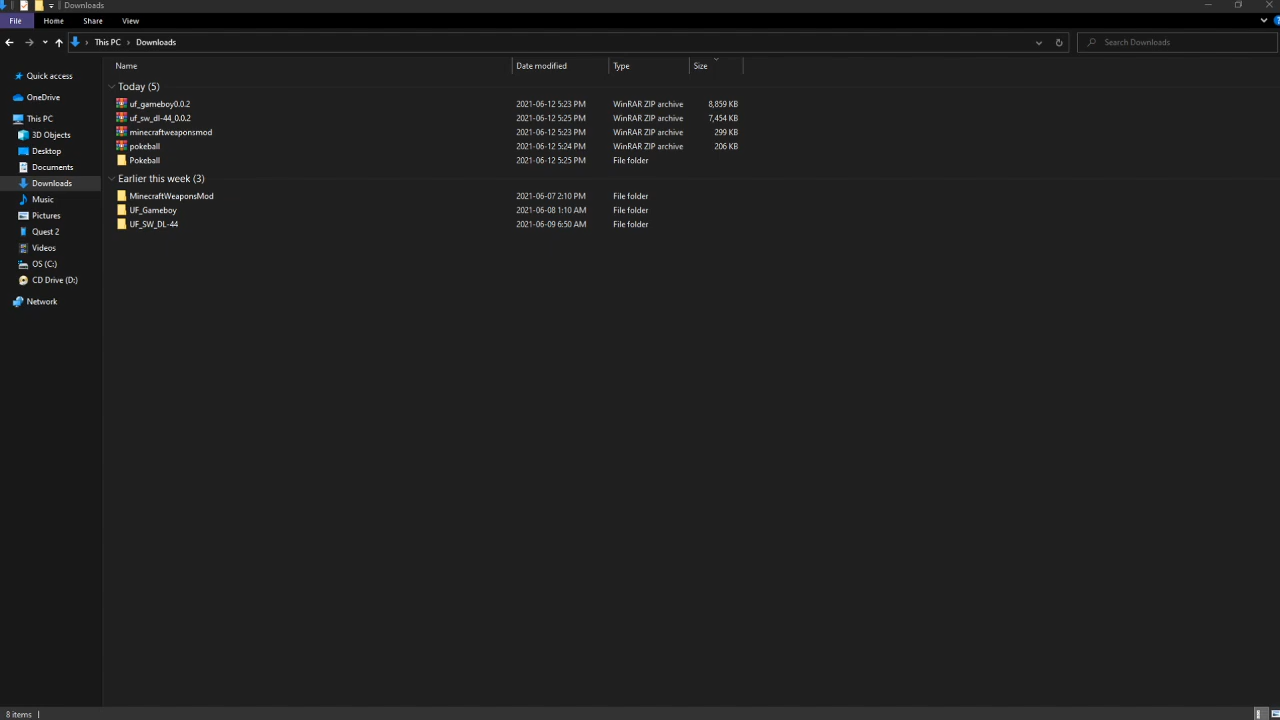 Downloads
File Home Share View
This PC Downloads Search Downloads
Name Date modified Type Size
Quick access
OneDrive
This PC
3D Objects
Desktop
Documents
Downloads
Music
Pictures
Quest 2
Videos
OS (C:)
CD Drive (D:)
Network
Today (5)
uf_gameboy0.0.2 2021-06-12 5:23 PM WinRAR ZIP archive 8,859 KB
uf_sw_dl-44_0.0.2 2021-06-12 5:25 PM WinRAR ZIP archive 7,454 KB
minecraftweaponsmod 2021-06-12 5:23 PM WinRAR ZIP archive 299 KB
pokeball 2021-06-12 5:24 PM WinRAR ZIP archive 206 KB
Pokeball 2021-06-12 5:25 PM File folder
Earlier this week (3)
MinecraftWeaponsMod 2021-06-07 2:10 PM File folder
UF_Gameboy 2021-06-08 1:10 AM File folder
UF_SW_DL-44 2021-06-09 6:50 AM File folder
8 items